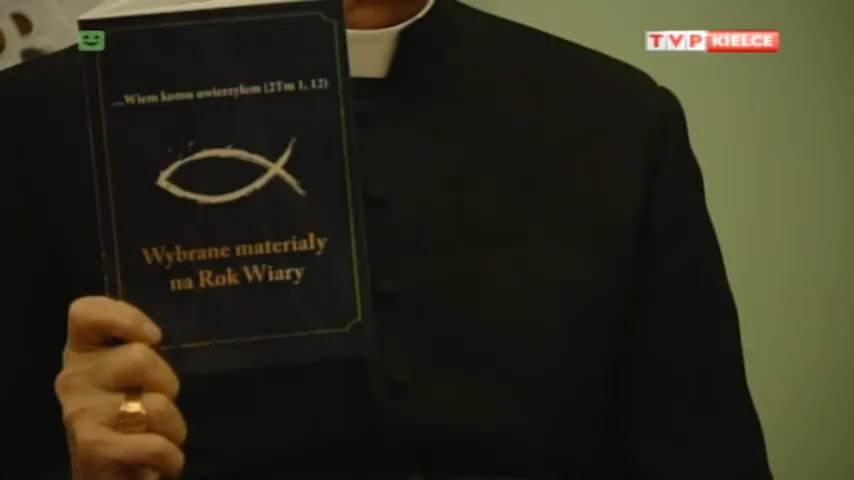 TVP KIELCE
...Wiem komu uwierzyłem (2Tm 1, 12)
Wybrane materiały
na Rok Wiary